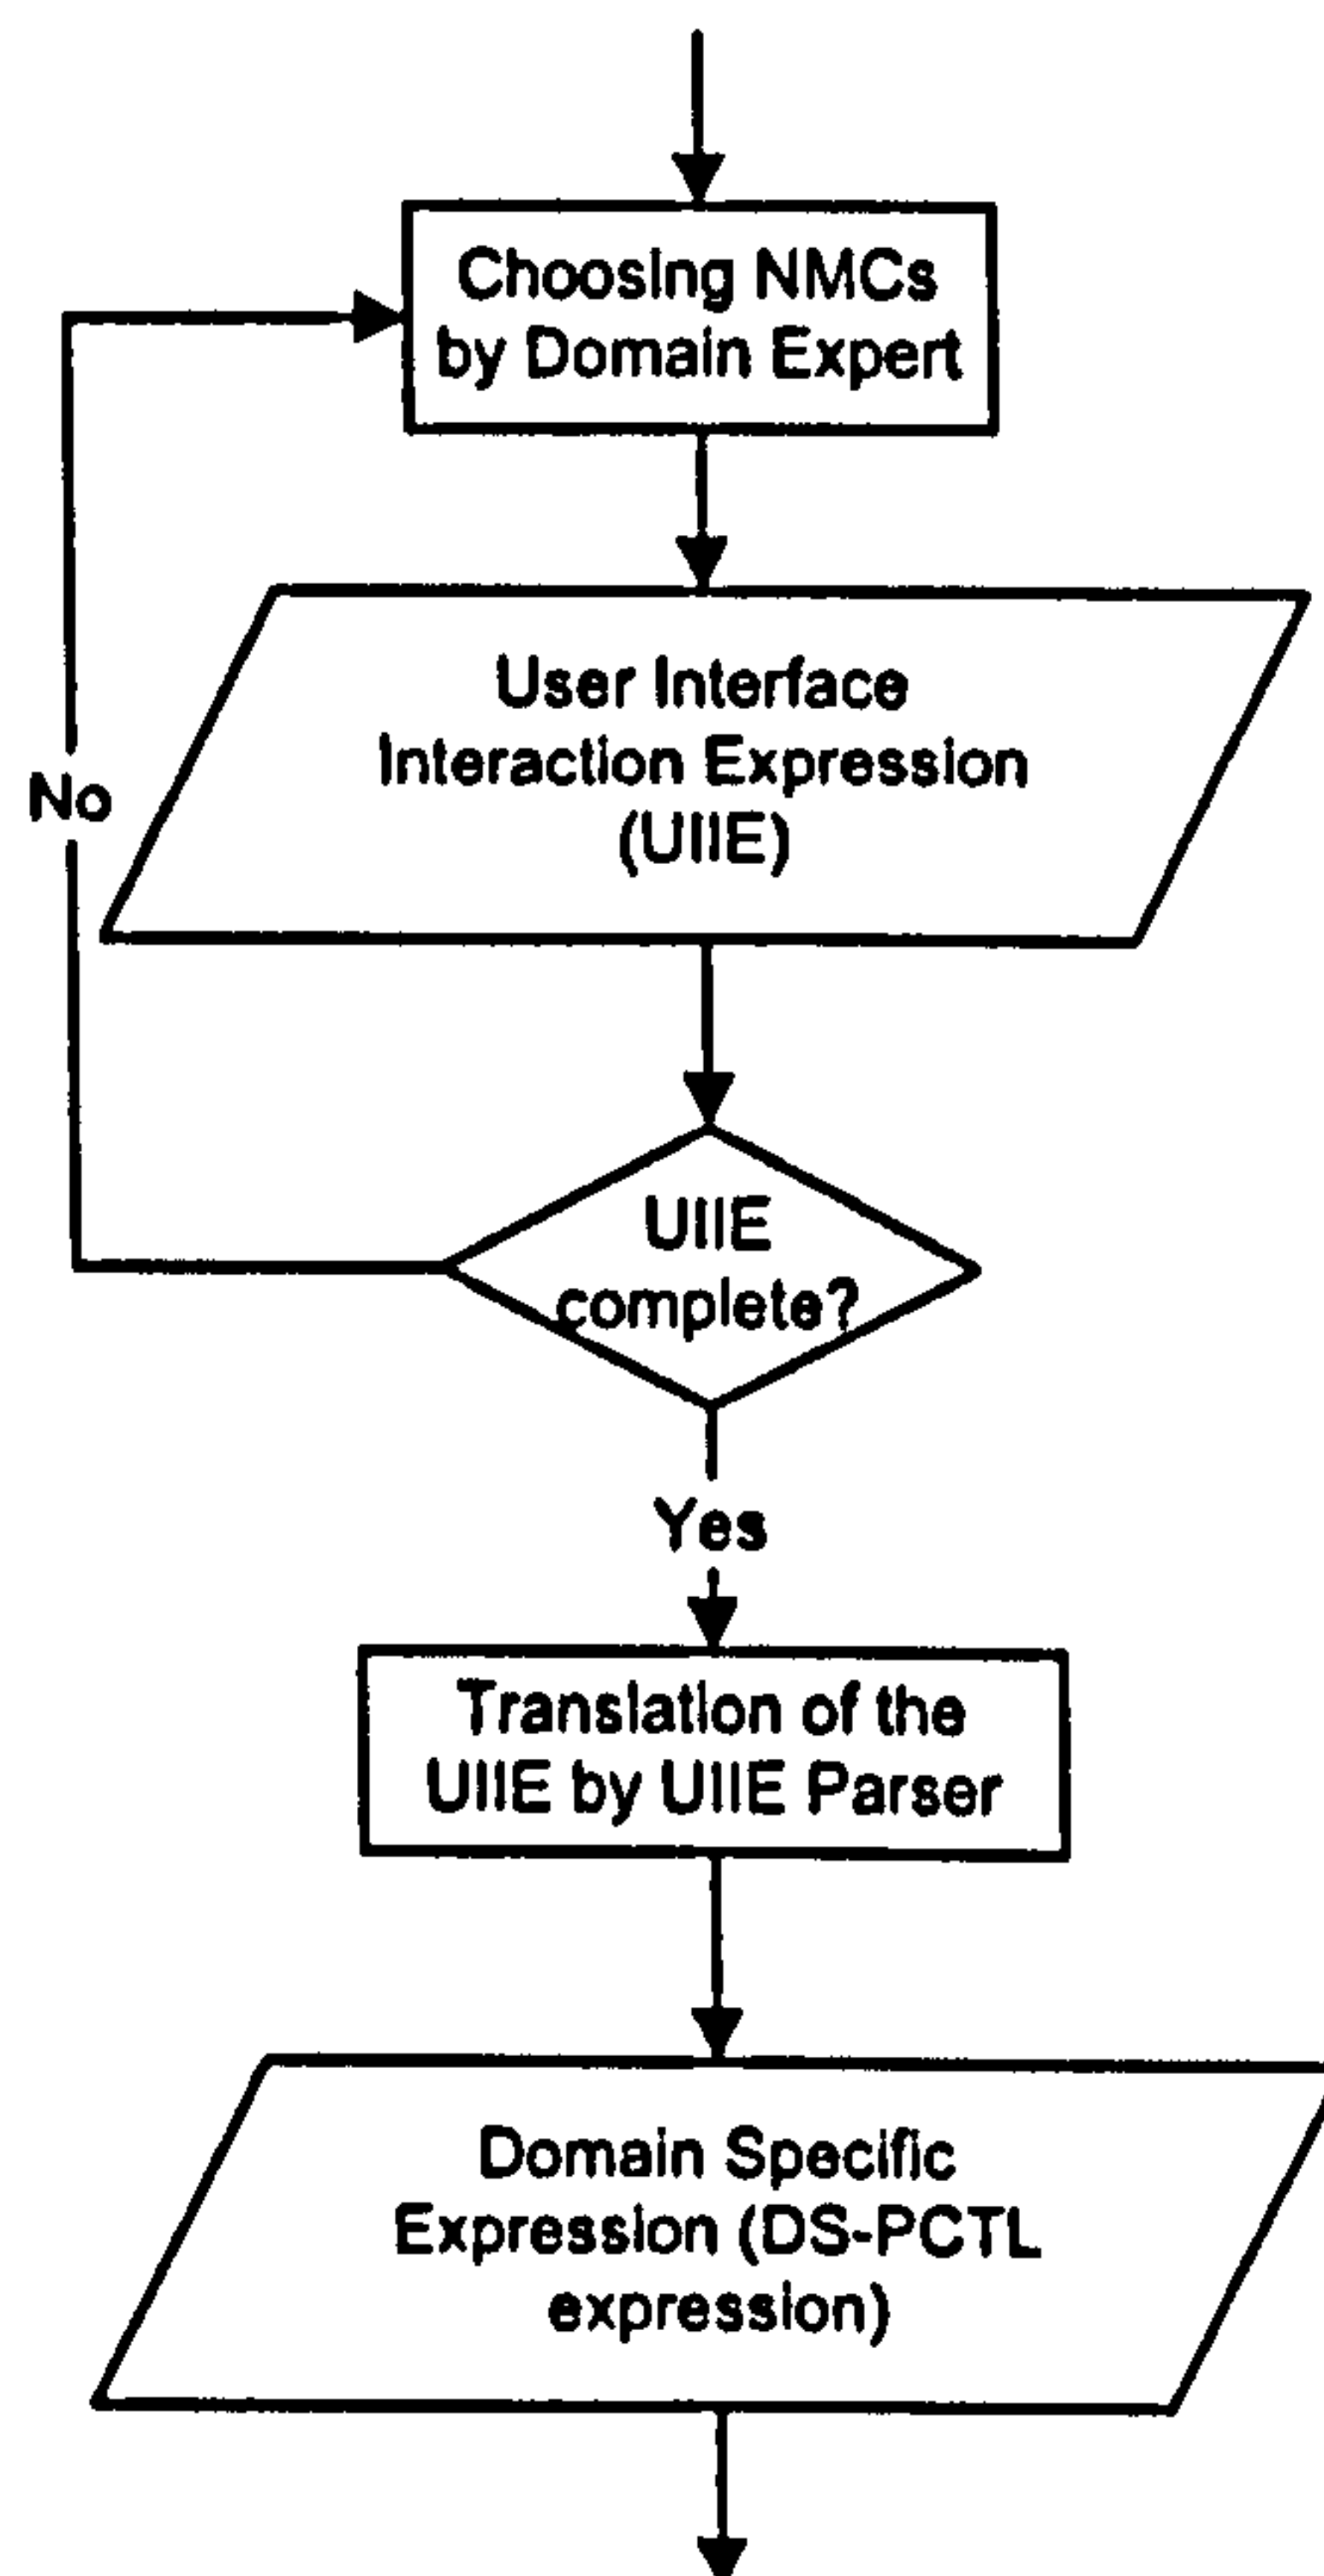 Choosing NMCs
by Domain Expert
User Interface
Interaction Expression
(UIIE)
No
UIIE
complete?
Yes
Translation of the
UIIE by UIIE Parser
Domain Specific
Expression (DS-PCTL
expression)